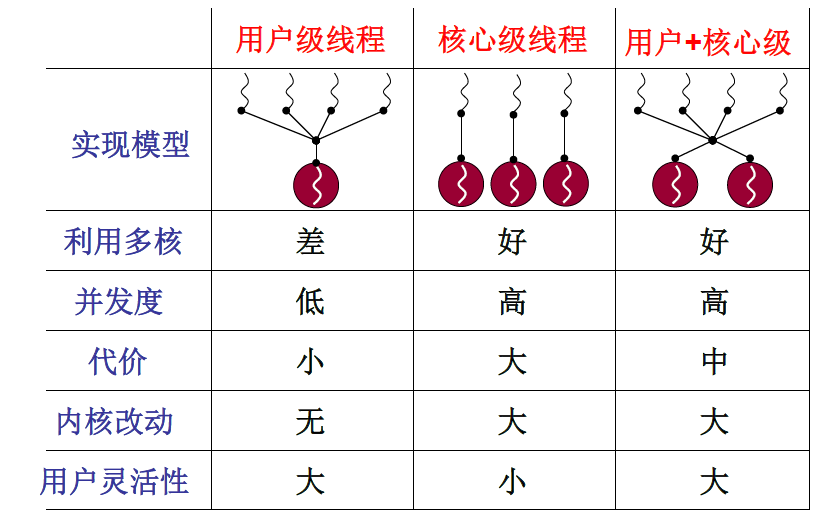 用户级线程 核心级线程 用户+核心级
实现模型
利用多核 差 好 好
并发度 低 高 高
代价 小 大 中
内核改动 无 大 大
用户灵活性 大 小 大